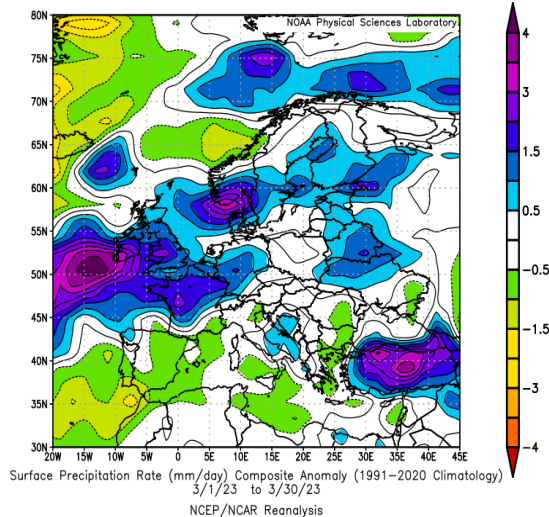 NOAA Physical Sciences Laboratory
80N
75N
70N
65N
60N
55N
50N
45N
40N
35N
30N
20W 15W 10W 5W 0 5E 10E 15E 20E 25E 30E 35E 40E 45E
4
3
1.5
0.5
-0.5
-1.5
-3
-4
Surface Precipitation Rate (mm/day) Composite Anomaly (1991-2020 Climatology)
3/1/23 to 3/30/23
NCEP/NCAR Reanalysis